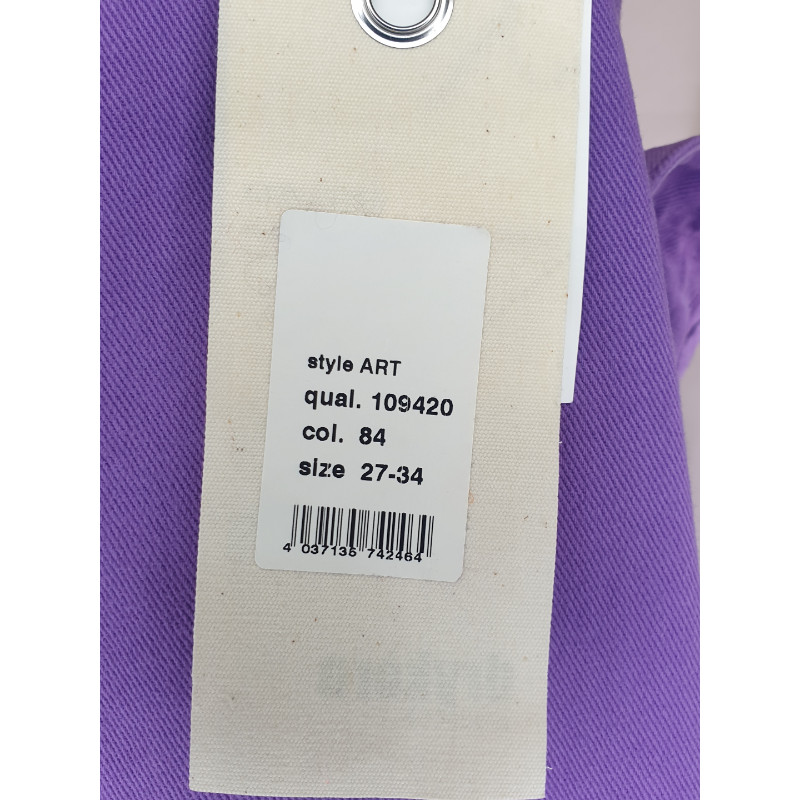 style ART
qual. 109420
col. 84
size 27-34
4 037136 742464